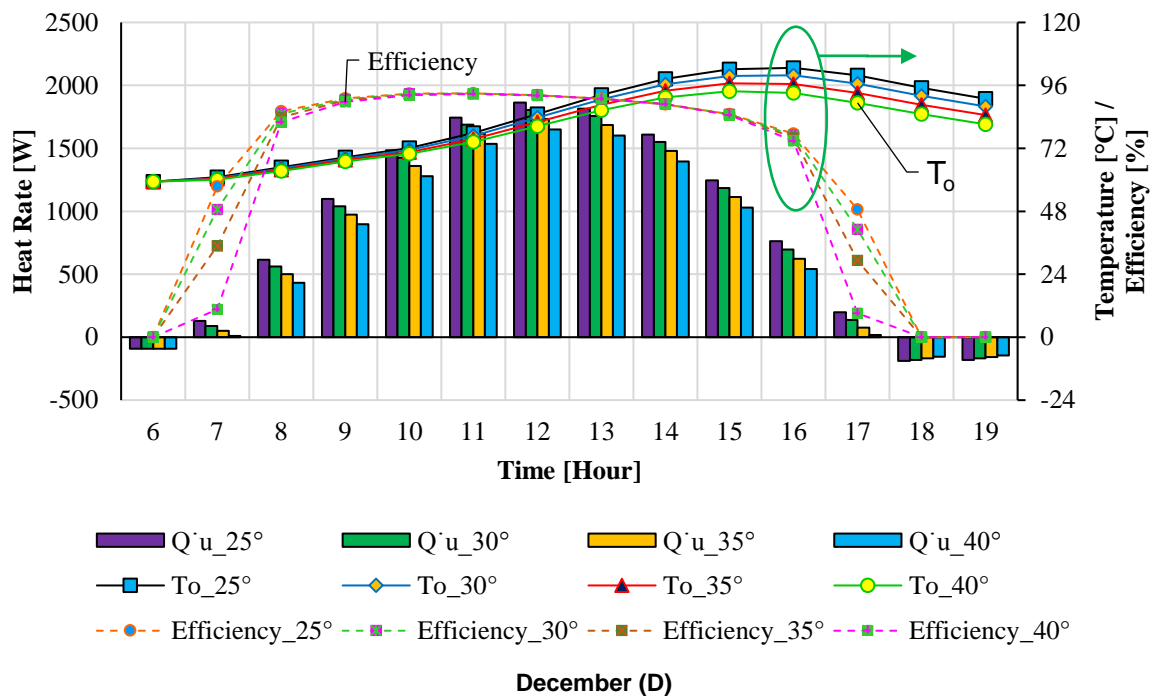 2500
2000
1500
1000
500
0
-500
Heat Rate [W]
120
96
72
48
24
0
-24
Temperature [°C] /
Efficiency [%]
Efficiency
To
6 7 8 9 10 11 12 13 14 15 16 17 18 19
Time [Hour]
Q˙u_25° Q˙u_30° Q˙u_35° Q˙u_40°
To_25° To_30° To_35° To_40°
Efficiency_25° Efficiency_30° Efficiency_35° Efficiency_40°
December (D)